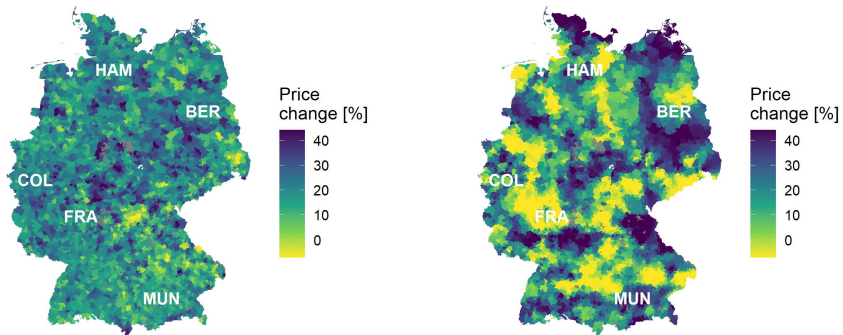 HAM
BER
COL
FRA
MUN
Price
change [%]
40
30
20
10
0
HAM
BER
COL
FRA
MUN
Price
change [%]
40
30
20
10
0